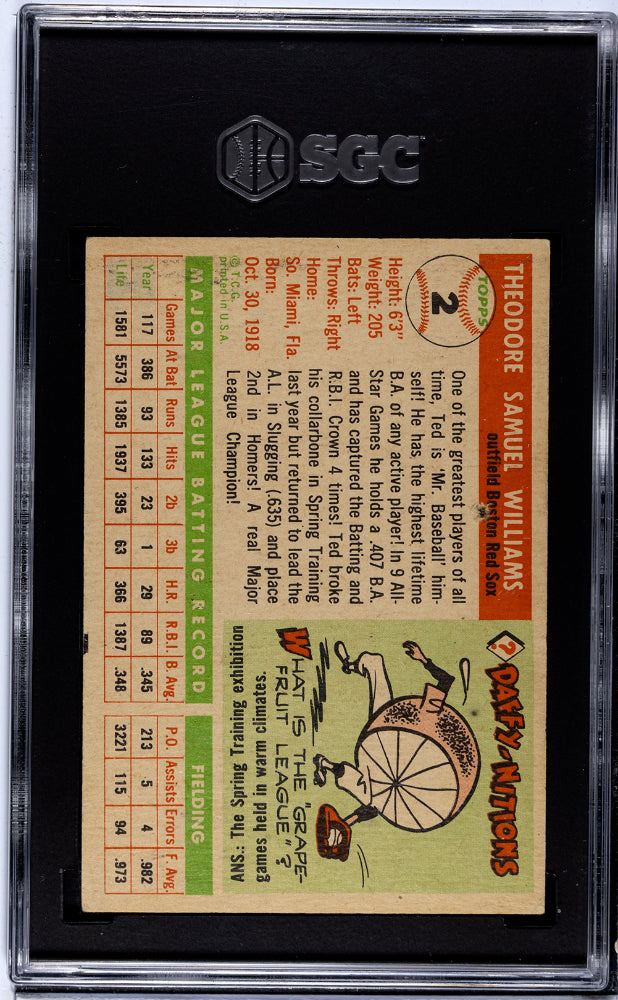 SGC
TOPPS
2
THEODORE SAMUEL WILLIAMS
outfield Boston Red Sox
Height: 6'3"
Weight: 205
Bats: Left
Throws: Right
Home:
So. Miami, Fla.
Born:
Oct. 30, 1918
© T.C.G.
printed in U.S.A.
One of the greatest players of all
time, Ted is 'Mr. Baseball' him-
self! He has the highest lifetime
B.A. of any active player! In 9 All-
Star Games he holds a .407 B.A.
and has captured the Batting and
R.B.I. Crown 4 times! Ted broke
his collarbone in Spring Training
last year but returned to lead the
A.L. in Slugging (.635) and place
2nd in Homers! A real Major
League Champion!
? DAFFY-NITIONS
WHAT IS THE "GRAPE-
FRUIT LEAGUE"?
ANS.: The Spring Training exhibition
games held in warm climates.
MAJOR LEAGUE BATTING RECORD FIELDING
Games At Bat Runs Hits 2b 3b H.R. R.B.I. B. Avg. P.O. Assists Errors F. Avg.
Year 117 386 93 133 23 1 29 89 .345 213 5 4 .982
Life 1581 5573 1385 1937 395 63 366 1387 .348 3221 115 94 .973